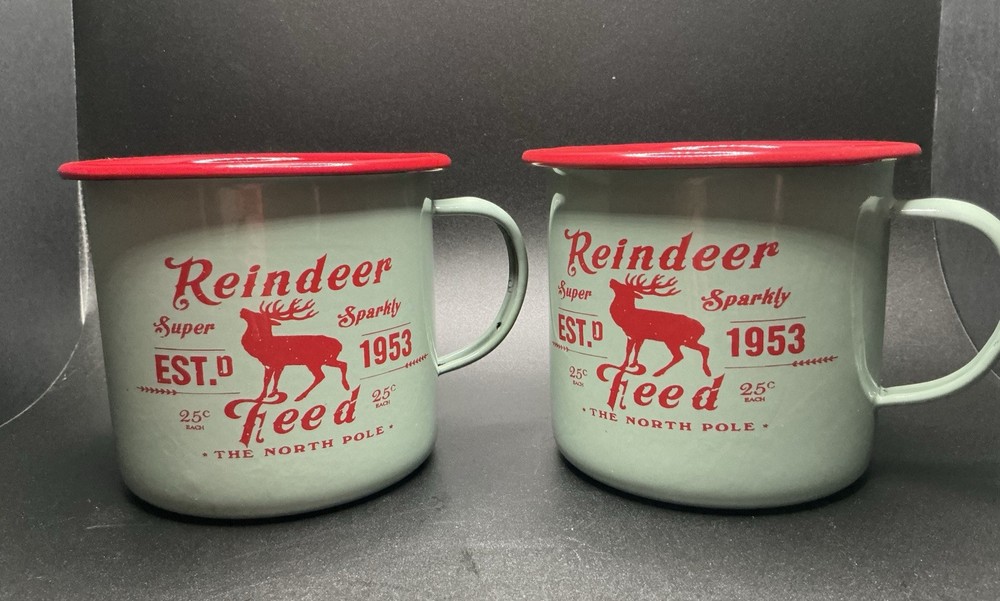 Reindeer
Super Sparkly
EST.D 1953
25c EACH 25c EACH
Feed
• THE NORTH POLE •
Reindeer
Super Sparkly
EST.D 1953
25c EACH 25c EACH
Feed
• THE NORTH POLE •